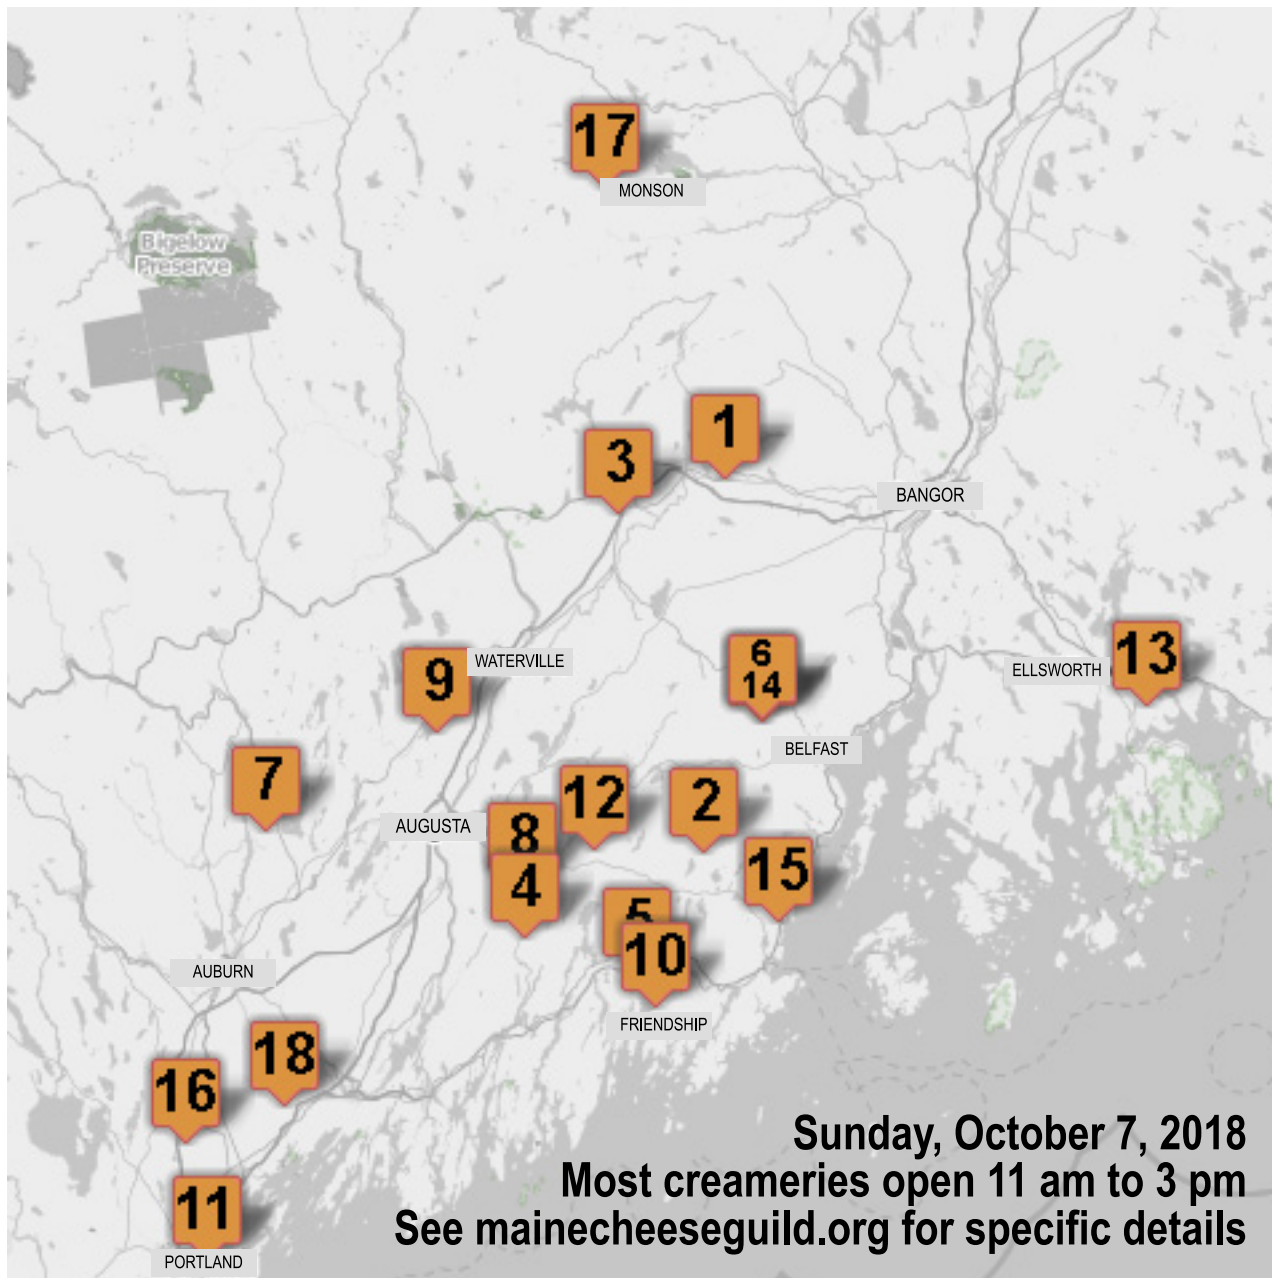 17
MONSON
Bigelow
Preserve
1
3
BANGOR
6
14
13
ELLSWORTH
9
WATERVILLE
BELFAST
7
12
2
8
AUGUSTA
15
4
5
10
AUBURN
FRIENDSHIP
18
16
11
PORTLAND
Sunday, October 7, 2018
Most creameries open 11 am to 3 pm
See mainecheeseguild.org for specific details